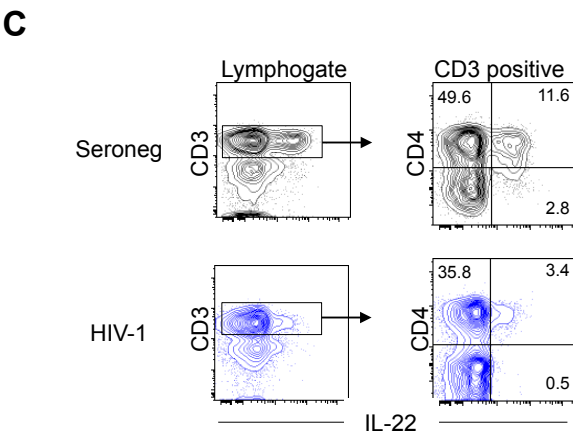 C
Lymphogate
CD3 positive
Seroneg
CD3
CD4
49.6
11.6
2.8
HIV-1
CD3
CD4
35.8
3.4
0.5
IL-22